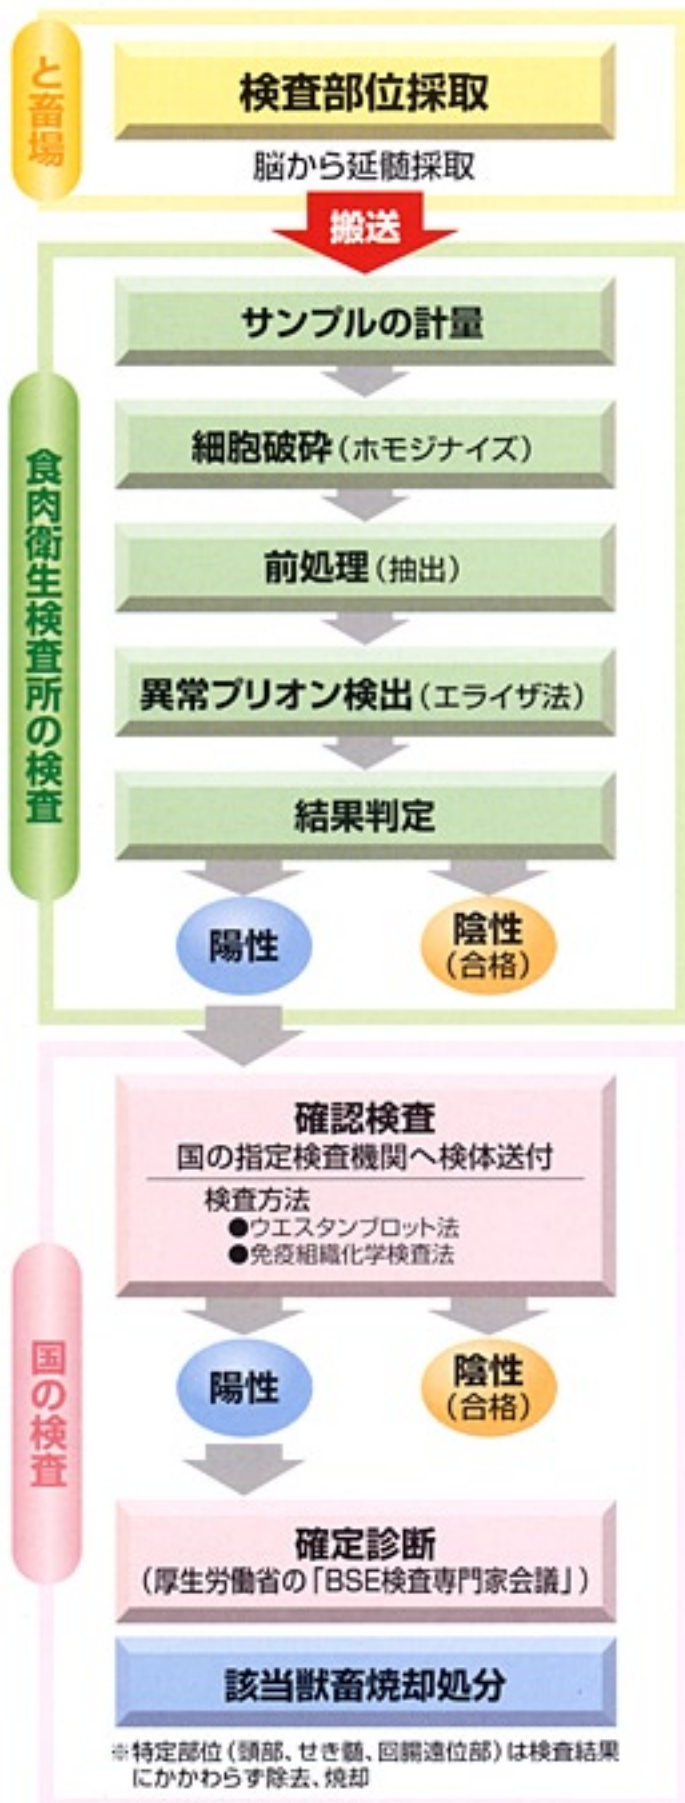 と畜場
検査部位採取
脳から延髄採取
搬送
食肉衛生検査所の検査
サンプルの計量
細胞破砕(ホモジナイズ)
前処理(抽出)
異常プリオン検出(エライザ法)
結果判定
陽性
陰性
(合格)
国の検査
確認検査
国の指定検査機関へ検体送付
検査方法
●ウエスタンブロット法
●免疫組織化学検査法
陽性
陰性
(合格)
確定診断
(厚生労働省の「BSE検査専門家会議」)
該当獣畜焼却処分
※特定部位(頭部、せき髄、回腸遠位部)は検査結果
にかかわらず除去、焼却